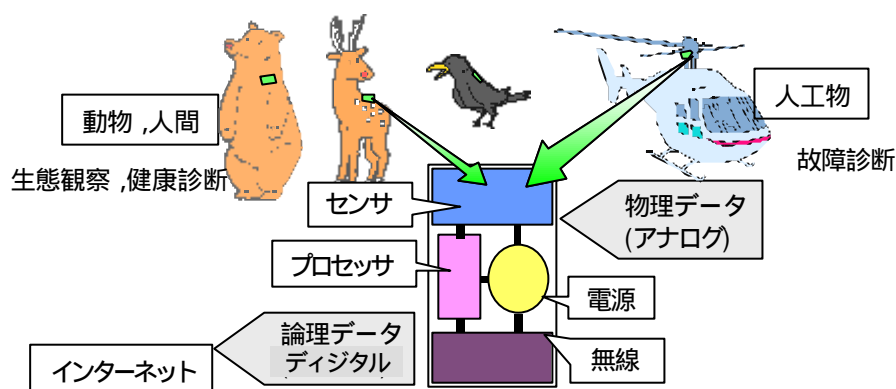 動物 ,人間
生態観察 ,健康診断
人工物
故障診断
センサ
物理データ
(アナログ)
プロセッサ
電源
論理データ
ディジタル
無線
インターネット